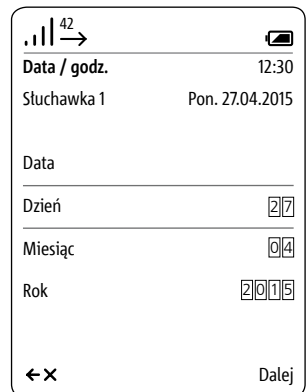 42
Data / godz. 12:30
Słuchawka 1 Pon. 27.04.2015
Data
Dzień 27
Miesiąc 04
Rok 2015
Dalej